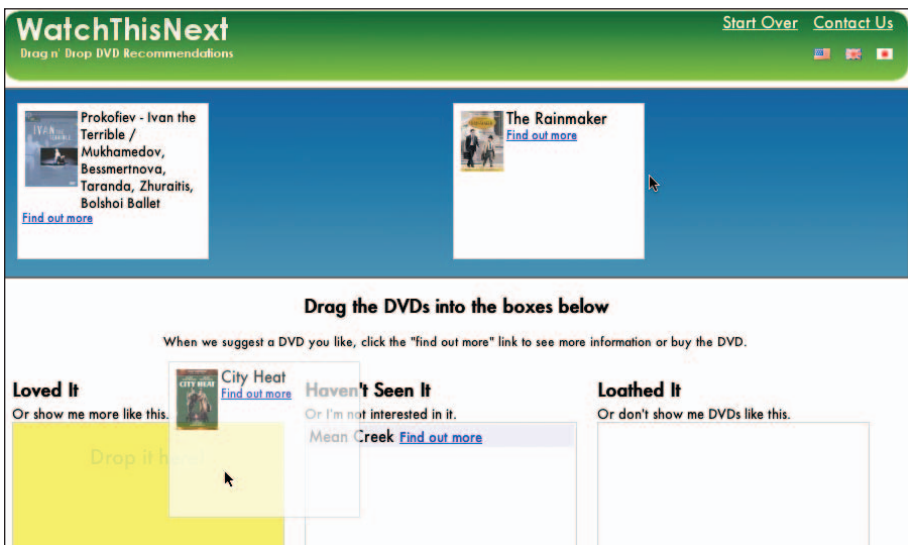 WatchThisNext
Drag n' Drop DVD Recommendations
Start Over Contact Us
Prokofiev - Ivan the
Terrible /
Mukhamedov,
Bessmertnova,
Taranda, Zhuraitis,
Bolshoi Ballet
Find out more
The Rainmaker
Find out more
Drag the DVDs into the boxes below
When we suggest a DVD you like, click the "find out more" link to see more information or buy the DVD.
City Heat
Find out more
CITY HEAT
Loved It
Or show me more like this.
Drop it h
Haven't Seen It
Or I'm not interested in it.
Mean Creek Find out more
Loathed It
Or don't show me DVDs like this.